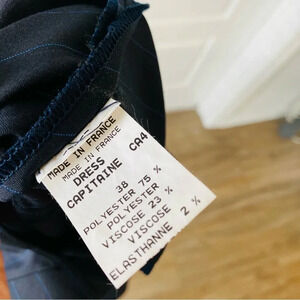 MADE IN FRANCE
MADE IN FRANCE
DRESS
CAPITAINE CA4
38
POLYESTER 75 %
POLYESTER
VISCOSE 23 %
VISCOSE
ELASTHANNE 2 %